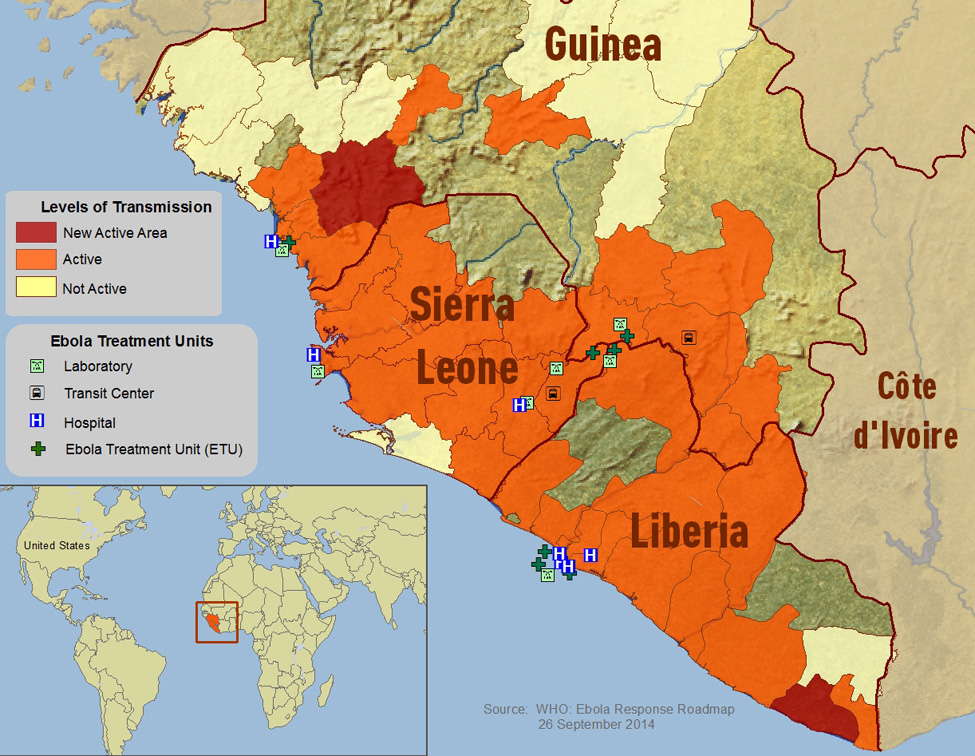 Guinea
Levels of Transmission
New Active Area
Active
Not Active
Sierra
Leone
Ebola Treatment Units
Laboratory
Transit Center
H Hospital
Ebola Treatment Unit (ETU)
Côte
d'Ivoire
Liberia
United States
H
H
H
H
H
H
Source: WHO: Ebola Response Roadmap
26 September 2014